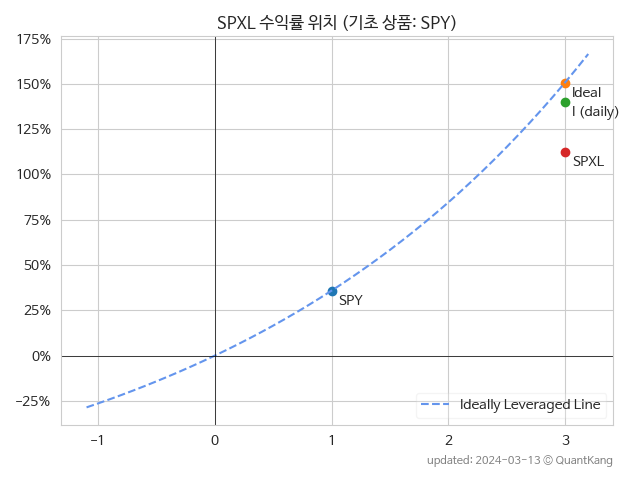 SPXL 수익률 위치 (기초 상품: SPY)
175%
150%
125%
100%
75%
50%
25%
0%
−25%
Ideal
I (daily)
SPXL
SPY
Ideally Leveraged Line
−1
0
1
2
3
updated: 2024-03-13 © QuantKang